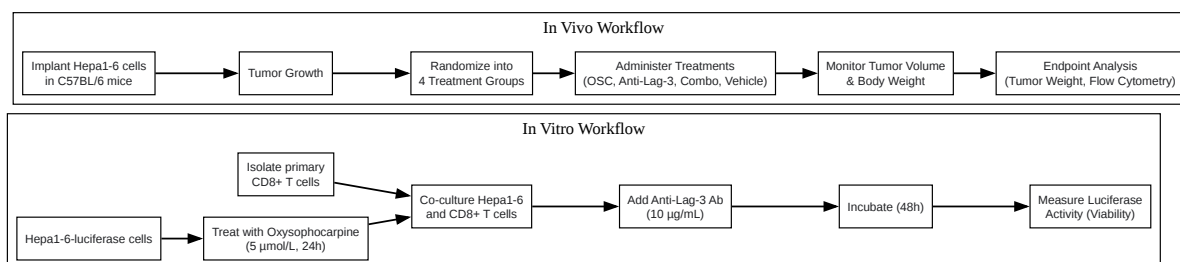 In Vivo Workflow
Implant Hepa1-6 cells
in C57BL/6 mice
Tumor Growth
Randomize into
4 Treatment Groups
Administer Treatments
(OSC, Anti-Lag-3, Combo, Vehicle)
Monitor Tumor Volume
& Body Weight
Endpoint Analysis
(Tumor Weight, Flow Cytometry)
In Vitro Workflow
Isolate primary
CD8+ T cells
Hepa1-6-luciferase cells
Treat with Oxysophocarpine
(5 µmol/L, 24h)
Co-culture Hepa1-6
and CD8+ T cells
Add Anti-Lag-3 Ab
(10 µg/mL)
Incubate (48h)
Measure Luciferase
Activity (Viability)